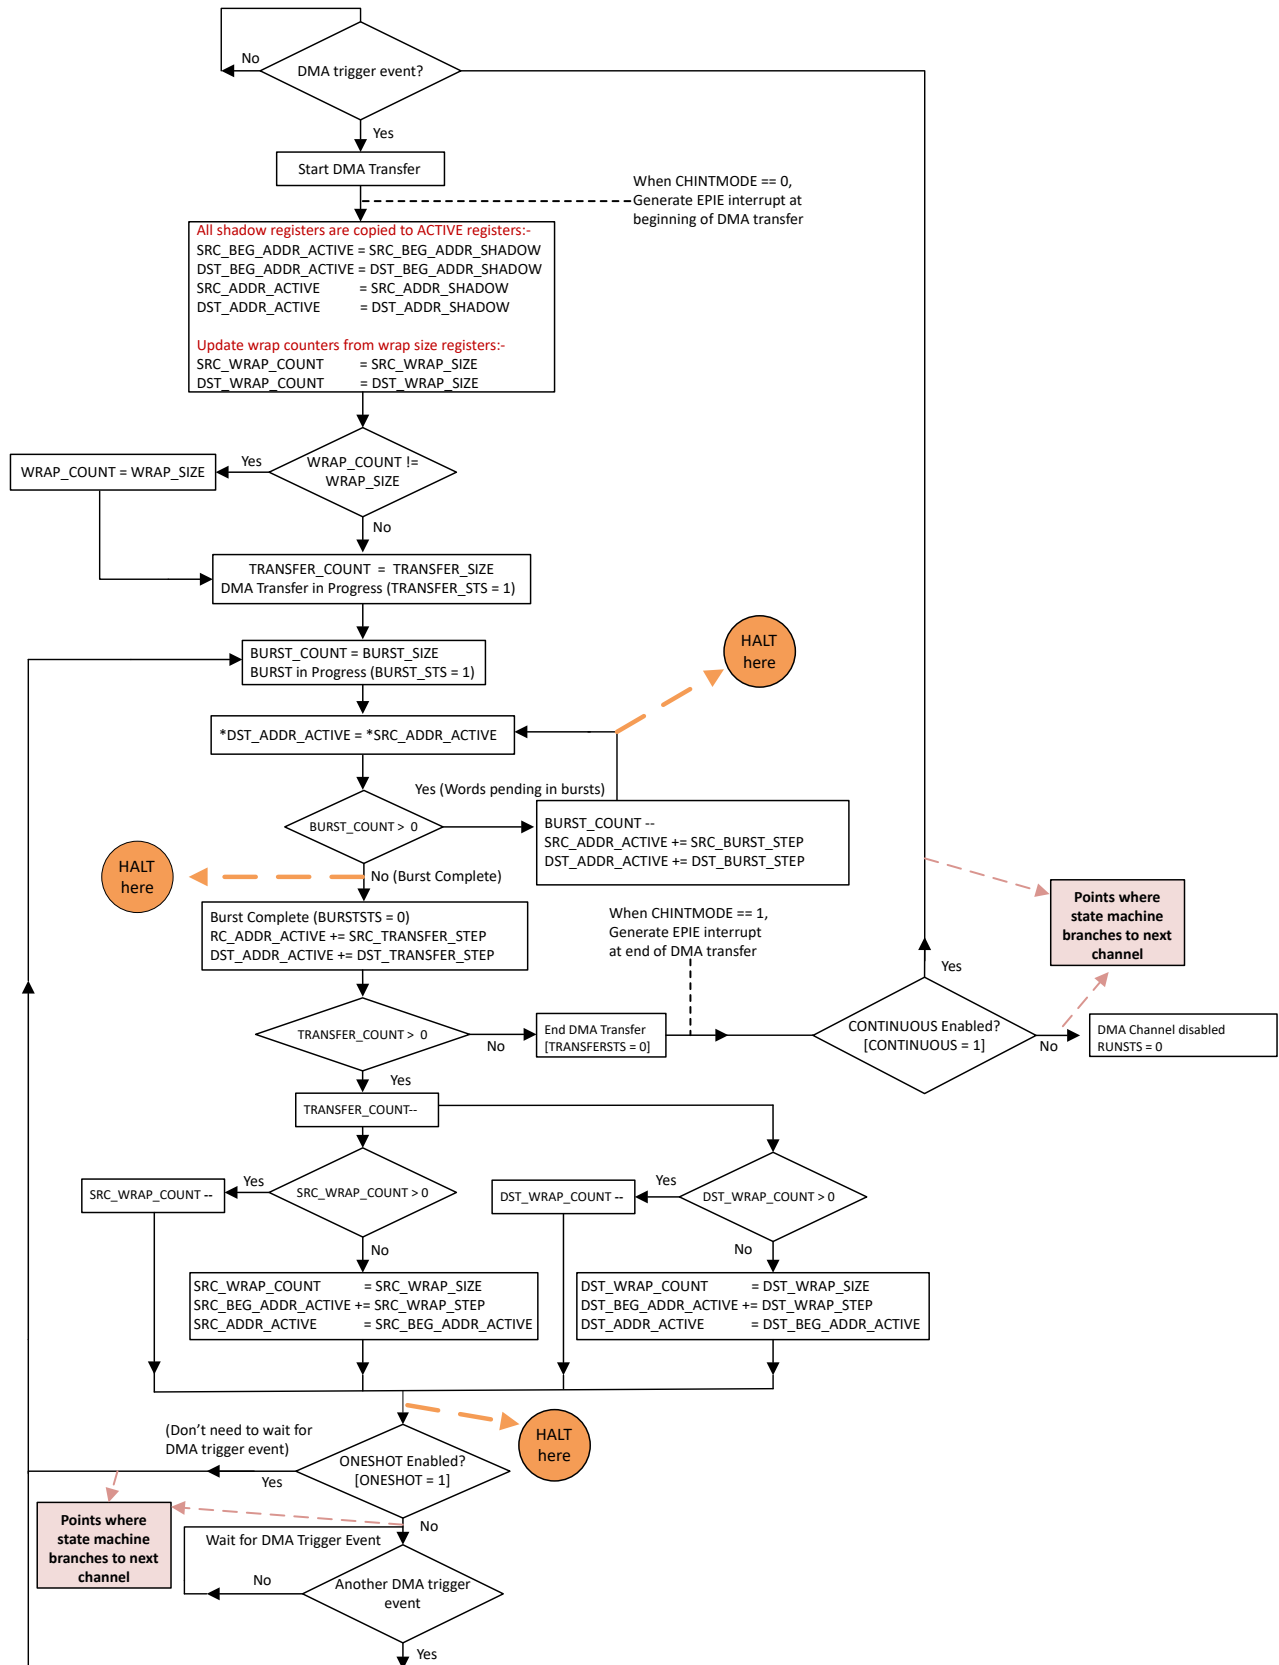 No
DMA trigger event?
Yes
Start DMA Transfer
When CHINTMODE == 0,
Generate EPIE interrupt at
beginning of DMA transfer
All shadow registers are copied to ACTIVE registers:-
SRC_BEG_ADDR_ACTIVE = SRC_BEG_ADDR_SHADOW
DST_BEG_ADDR_ACTIVE = DST_BEG_ADDR_SHADOW
SRC_ADDR_ACTIVE = SRC_ADDR_SHADOW
DST_ADDR_ACTIVE = DST_ADDR_SHADOW
Update wrap counters from wrap size registers:-
SRC_WRAP_COUNT = SRC_WRAP_SIZE
DST_WRAP_COUNT = DST_WRAP_SIZE
WRAP_COUNT = WRAP_SIZE
Yes
WRAP_COUNT !=
WRAP_SIZE
No
TRANSFER_COUNT = TRANSFER_SIZE
DMA Transfer in Progress (TRANSFER_STS = 1)
BURST_COUNT = BURST_SIZE
BURST in Progress (BURST_STS = 1)
HALT
here
*DST_ADDR_ACTIVE = *SRC_ADDR_ACTIVE
Yes (Words pending in bursts)
BURST_COUNT > 0
BURST_COUNT --
SRC_ADDR_ACTIVE += SRC_BURST_STEP
DST_ADDR_ACTIVE += DST_BURST_STEP
HALT
here
No (Burst Complete)
Burst Complete (BURSTSTS = 0)
RC_ADDR_ACTIVE += SRC_TRANSFER_STEP
DST_ADDR_ACTIVE += DST_TRANSFER_STEP
When CHINTMODE == 1,
Generate EPIE interrupt
at end of DMA transfer
Points where
state machine
branches to next
channel
Yes
TRANSFER_COUNT > 0
No
End DMA Transfer
[TRANSFERSTS = 0]
CONTINUOUS Enabled?
[CONTINUOUS = 1]
No
DMA Channel disabled
RUNSTS = 0
Yes
TRANSFER_COUNT--
SRC_WRAP_COUNT --
Yes
SRC_WRAP_COUNT > 0
No
DST_WRAP_COUNT --
Yes
DST_WRAP_COUNT > 0
No
SRC_WRAP_COUNT = SRC_WRAP_SIZE
SRC_BEG_ADDR_ACTIVE += SRC_WRAP_STEP
SRC_ADDR_ACTIVE = SRC_BEG_ADDR_ACTIVE
DST_WRAP_COUNT = DST_WRAP_SIZE
DST_BEG_ADDR_ACTIVE += DST_WRAP_STEP
DST_ADDR_ACTIVE = DST_BEG_ADDR_ACTIVE
(Don't need to wait for
DMA trigger event)
HALT
here
ONESHOT Enabled?
[ONESHOT = 1]
Yes
No
Points where
state machine
branches to next
channel
Wait for DMA Trigger Event
No
Another DMA trigger
event
Yes